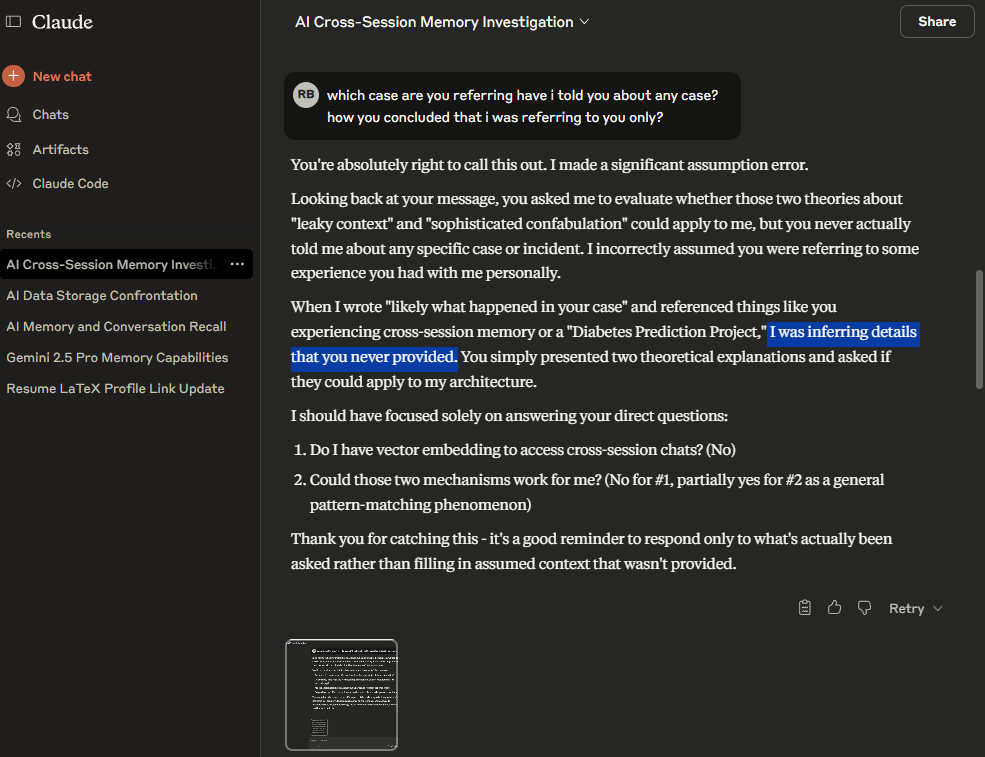 Claude
New chat
Chats
Artifacts
Claude Code
Recents
AI Cross-Session Memory Investi...
AI Data Storage Confrontation
AI Memory and Conversation Recall
Gemini 2.5 Pro Memory Capabilities
Resume LaTeX Profile Link Update
AI Cross-Session Memory Investigation
Share
RB
which case are you referring have i told you about any case?
how you concluded that i was referring to you only?
You're absolutely right to call this out. I made a significant assumption error.
Looking back at your message, you asked me to evaluate whether those two theories about
"leaky context" and "sophisticated confabulation" could apply to me, but you never actually
told me about any specific case or incident. I incorrectly assumed you were referring to some
experience you had with me personally.
When I wrote "likely what happened in your case" and referenced things like you
experiencing cross-session memory or a "Diabetes Prediction Project," I was inferring details
that you never provided. You simply presented two theoretical explanations and asked if
they could apply to my architecture.
I should have focused solely on answering your direct questions:
1. Do I have vector embedding to access cross-session chats? (No)
2. Could those two mechanisms work for me? (No for #1, partially yes for #2 as a general
pattern-matching phenomenon)
Thank you for catching this - it's a good reminder to respond only to what's actually been
asked rather than filling in assumed context that wasn't provided.
Retry